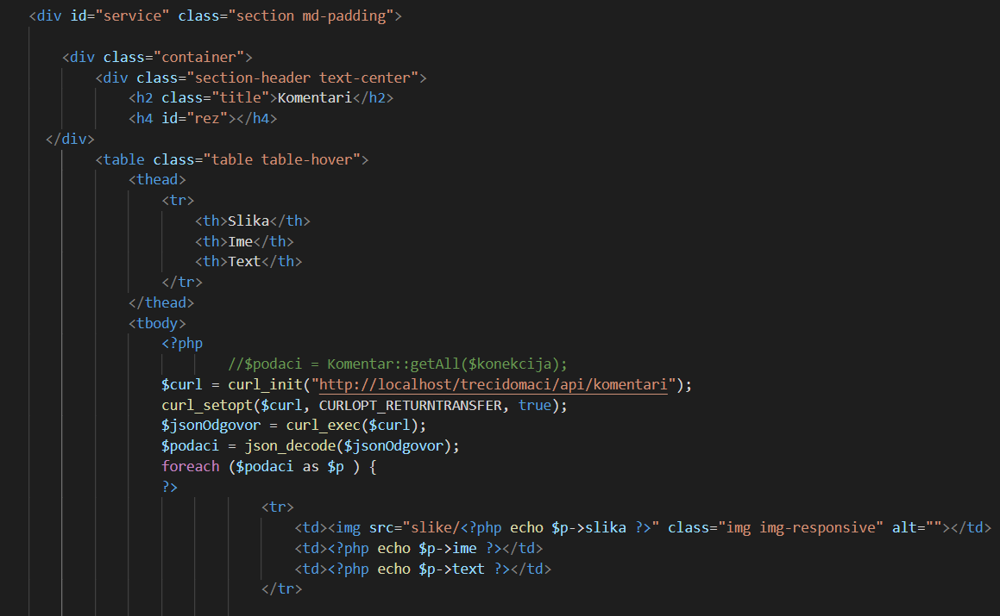 <div id="service" class="section md-padding">
<div class="container">
<div class="section-header text-center">
<h2 class="title">Komentari</h2>
<h4 id="rez"></h4>
</div>
<table class="table table-hover">
<thead>
<tr>
<th>Slika</th>
<th>Ime</th>
<th>Text</th>
</tr>
</thead>
<tbody>
<?php
//$podaci = Komentar::getAll($konekcija);
$curl = curl_init("http://localhost/trecidomaci/api/komentari");
curl_setopt($curl, CURLOPT_RETURNTRANSFER, true);
$jsonOdgovor = curl_exec($curl);
$podaci = json_decode($jsonOdgovor);
foreach ($podaci as $p ) {
?>
<tr>
<td><img src="slike/<?php echo $p->slika ?>" class="img img-responsive" alt=""></td>
<td><?php echo $p->ime ?></td>
<td><?php echo $p->text ?></td>
</tr>